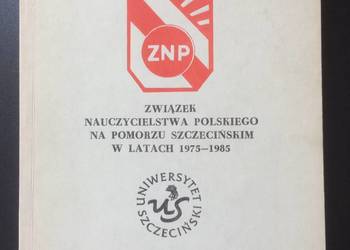 ZNP
ZWIĄZEK
NAUCZYCIELSTWA POLSKIEGO
NA POMORZU SZCZECIŃSKIM
W LATACH 1975—1985
UNIWERSYTET
US
SZCZECIŃSKI